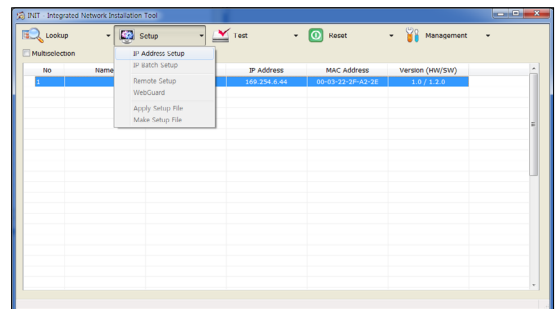 INIT - Integrated Network Installation Tool
Lookup Setup Test Reset Management
Multiselection
IP Address Setup
IP Batch Setup
Remote Setup
WebGuard
Apply Setup File
Make Setup File
No Name IP Address MAC Address Version (HW/SW)
1 169.254.6.44 00-03-22-2F-A2-2E 1.0 / 1.2.0